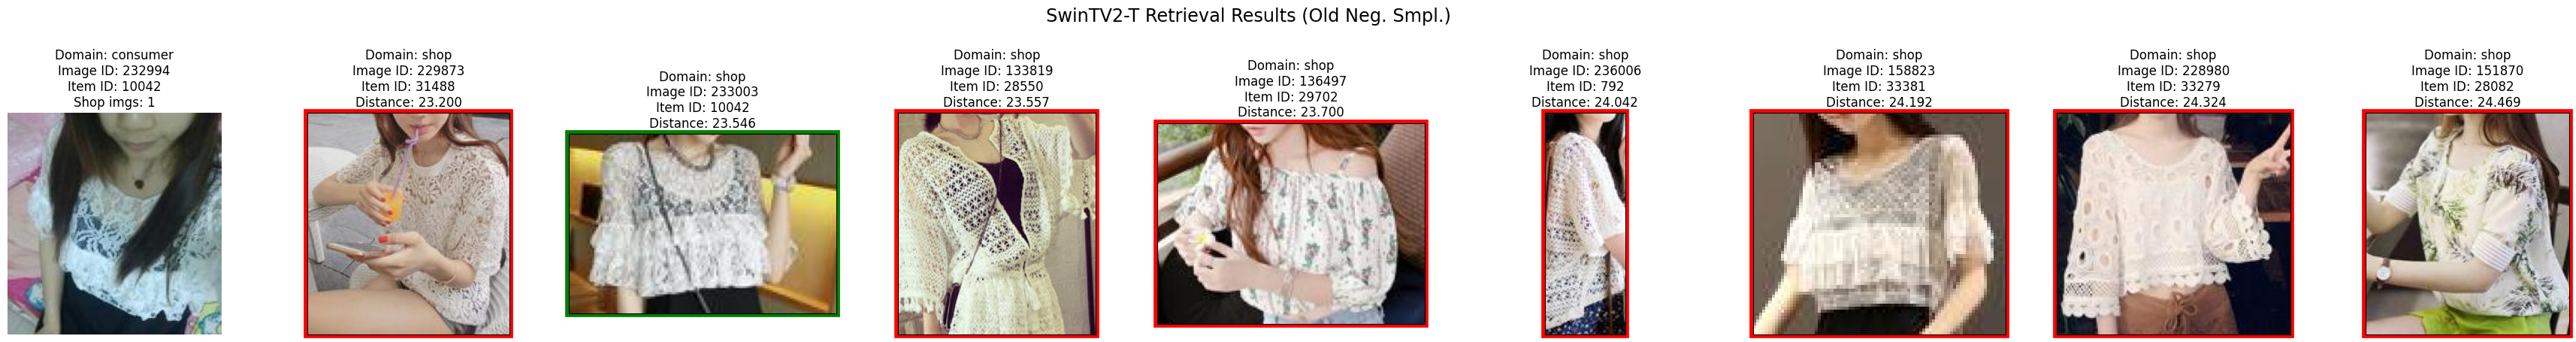 SwinTV2-T Retrieval Results (Old Neg. Smpl.)
Domain: consumer
Image ID: 232994
Item ID: 10042
Shop imgs: 1
Domain: shop
Image ID: 229873
Item ID: 31488
Distance: 23.200
Domain: shop
Image ID: 233003
Item ID: 10042
Distance: 23.546
Domain: shop
Image ID: 133819
Item ID: 28550
Distance: 23.557
Domain: shop
Image ID: 136497
Item ID: 29702
Distance: 23.700
Domain: shop
Image ID: 236006
Item ID: 792
Distance: 24.042
Domain: shop
Image ID: 158823
Item ID: 33381
Distance: 24.192
Domain: shop
Image ID: 228980
Item ID: 33279
Distance: 24.324
Domain: shop
Image ID: 151870
Item ID: 28082
Distance: 24.469